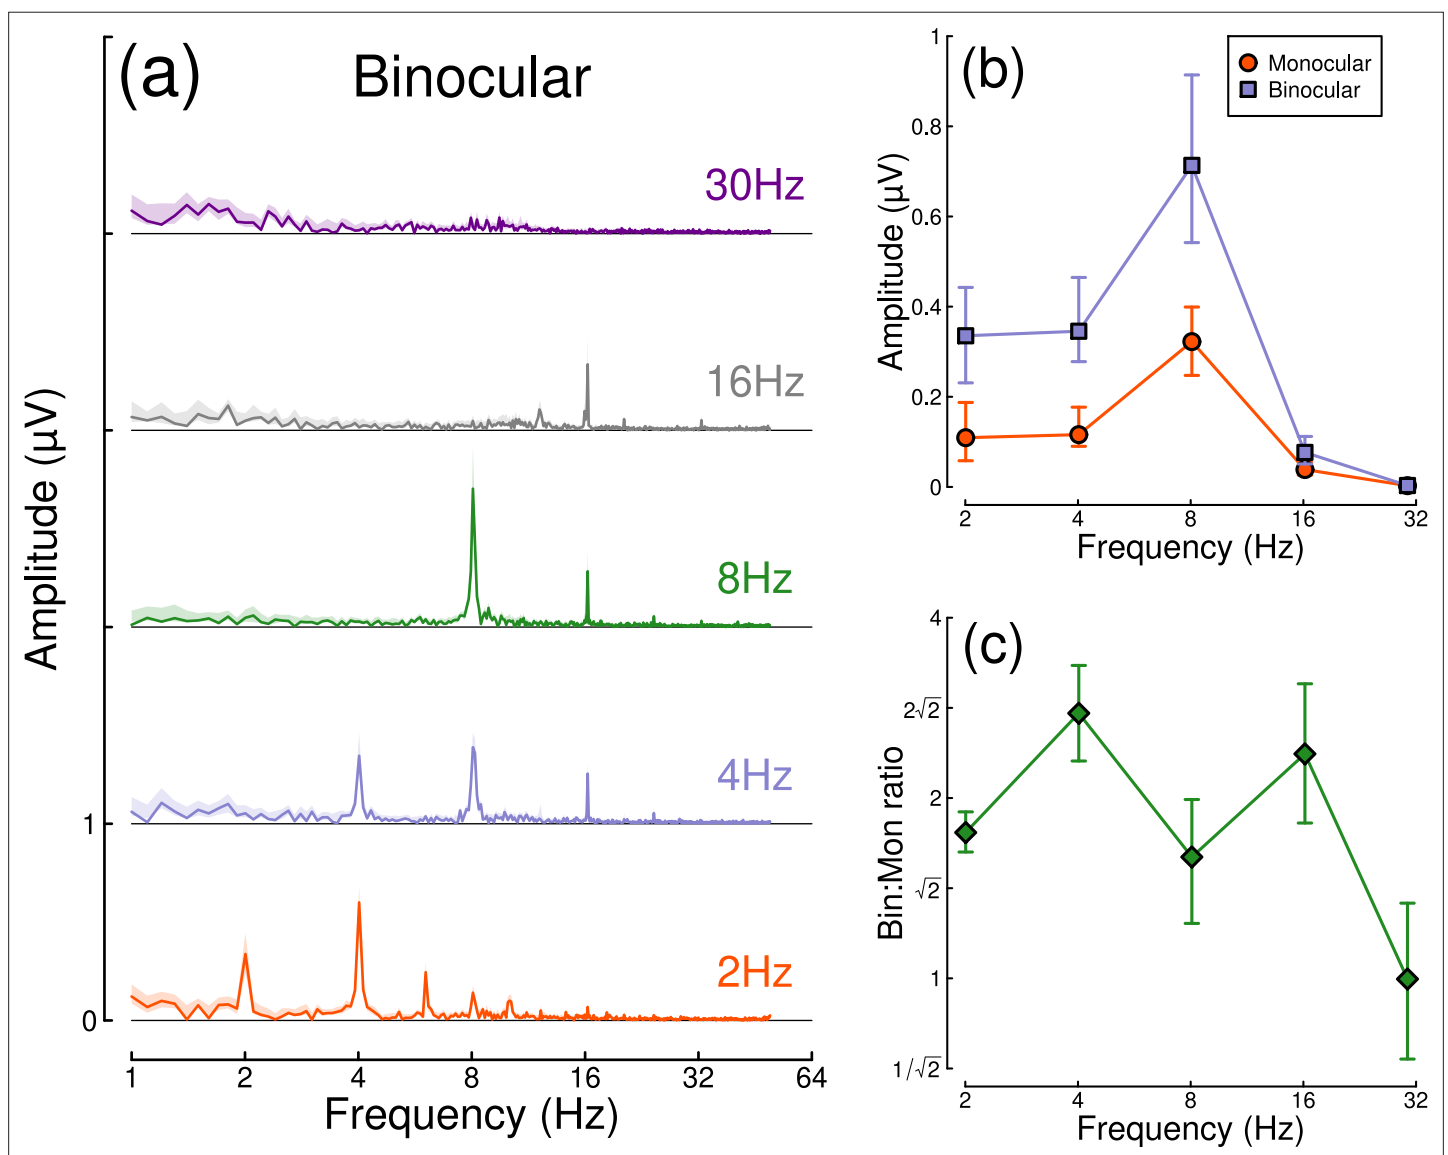 (a)
Binocular
30Hz
16Hz
8Hz
4Hz
2Hz
Amplitude (µV)
1
0
1 2 4 8 16 32 64
Frequency (Hz)
(b)
Monocular
Binocular
Amplitude (µV)
1
0.8
0.6
0.4
0.2
0
2 4 8 16 32
Frequency (Hz)
(c)
Bin:Mon ratio
4
2√2
2
√2
1
1/√2
2 4 8 16 32
Frequency (Hz)